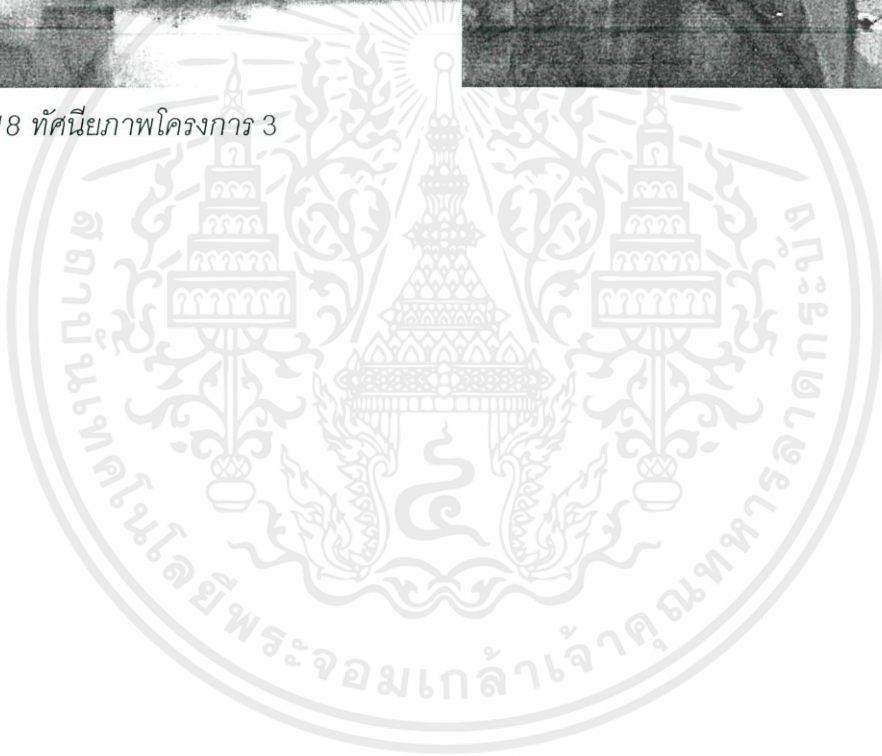 8 ทัศนียภาพโครงการ 3
สถาบันเทคโนโลยีพระจอมเกล้าเจ้าคุณทหารลาดกระบัง
๔